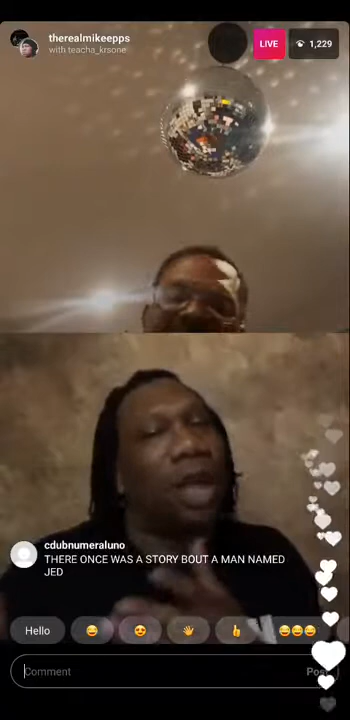 therealmikeepps
with teacha_krsone
LIVE
1,229
cdubnumeraluno
THERE ONCE WAS A STORY BOUT A MAN NAMED
JED
Hello
Comment
Post